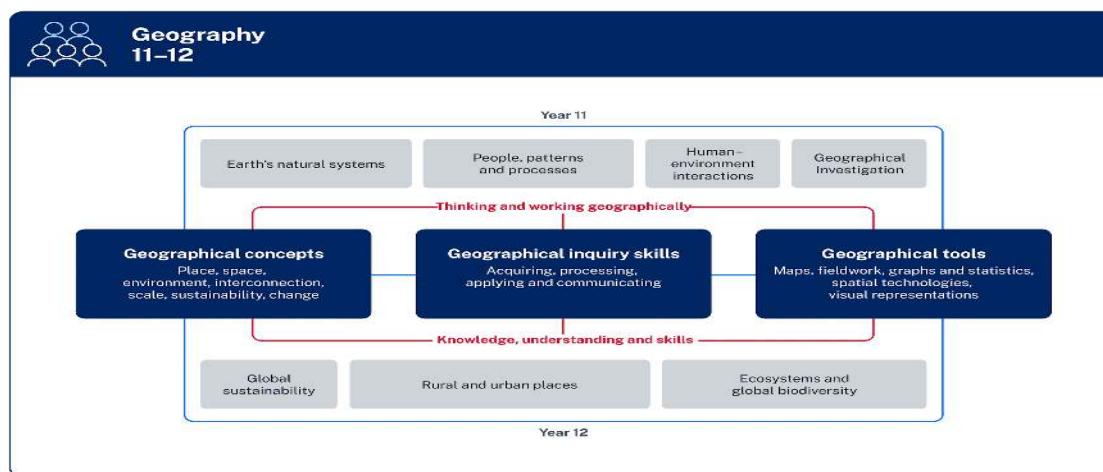 Geography
11–12
Year 11
Earth's natural systems
People, patterns
and processes
Human–
environment
interactions
Geographical
Investigation
Thinking and working geographically
Geographical concepts
Place, space,
environment, interconnection,
scale, sustainability, change
Geographical inquiry skills
Acquiring, processing,
applying and communicating
Geographical tools
Maps, fieldwork, graphs and statistics,
spatial technologies,
visual representations
Knowledge, understanding and skills
Global
sustainability
Rural and urban places
Ecosystems and
global biodiversity
Year 12